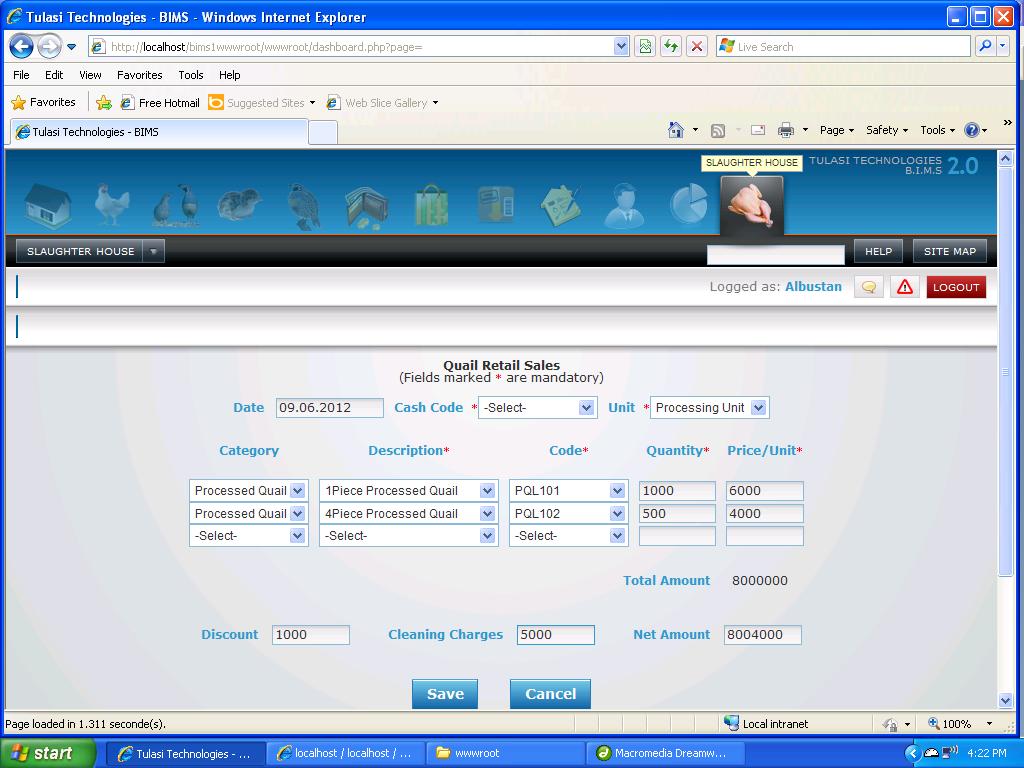 Tulasi Technologies - BIMS - Windows Internet Explorer
http://localhost/bims1wwwroot/wwwroot/dashboard.php?page=
Live Search
File Edit View Favorites Tools Help
Favorites Free Hotmail Suggested Sites Web Slice Gallery
Tulasi Technologies - BIMS
Page Safety Tools
SLAUGHTER HOUSE
TULASI TECHNOLOGIES
B.I.M.S 2.0
SLAUGHTER HOUSE HELP SITE MAP
Logged as: Albustan LOGOUT
Quail Retail Sales
(Fields marked * are mandatory)
Date 09.06.2012 Cash Code * -Select- Unit * Processing Unit
Category Description* Code* Quantity* Price/Unit*
Processed Quail 1Piece Processed Quail PQL101 1000 6000
Processed Quail 4Piece Processed Quail PQL102 500 4000
-Select- -Select- -Select-
Total Amount 8000000
Discount 1000 Cleaning Charges 5000 Net Amount 8004000
Save Cancel
Page loaded in 1.311 seconde(s). Local intranet 100%
start Tulasi Technologies - ... localhost / localhost / ... wwwroot Macromedia Dreamw... 4:22 PM